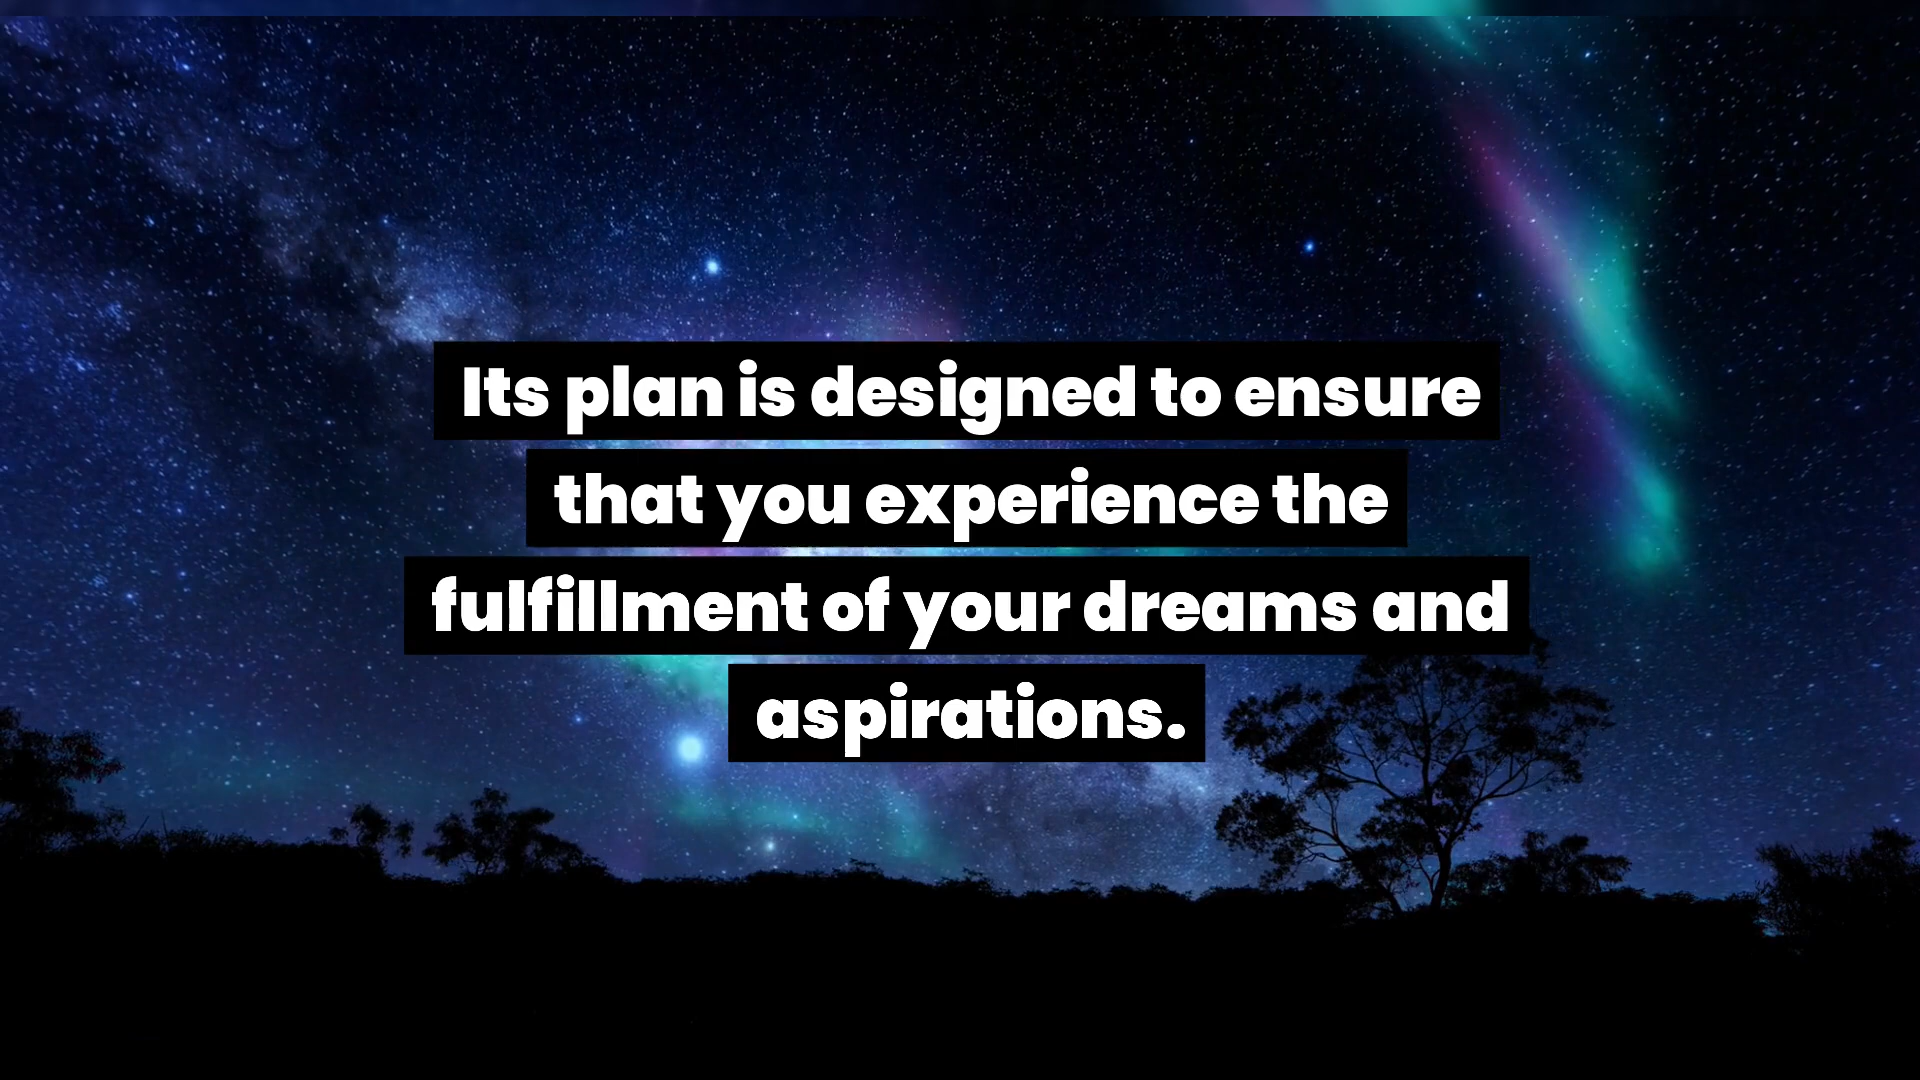 Its plan is designed to ensure
that you experience the
fulfillment of your dreams and
aspirations.